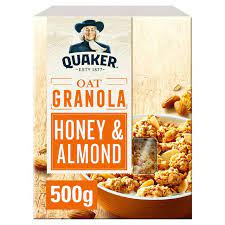 QUAKER
EST 1877
OAT
GRANOLA
HONEY &
ALMOND
500g